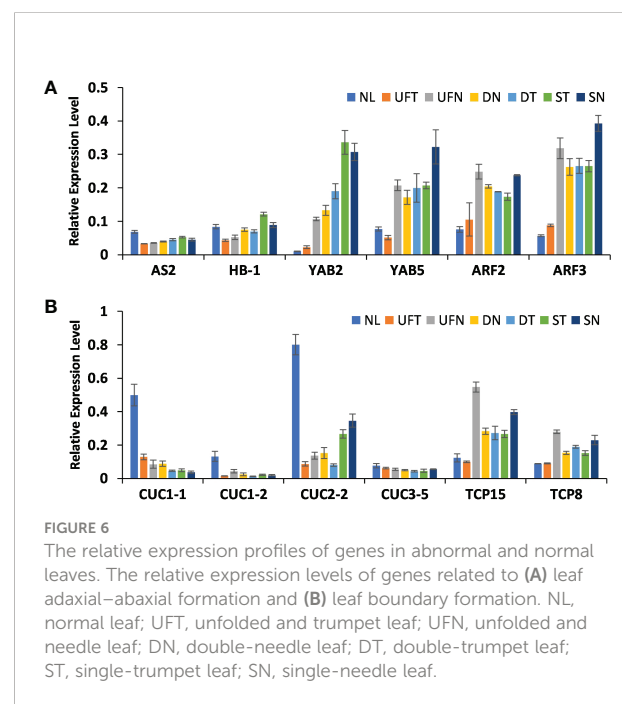 A
0.5
NL UFT UFN DN DT ST SN
0.4
0.3
0.2
0.1
0
Relative Expression Level
AS2 HB-1 YAB2 YAB5 ARF2 ARF3
B
1
NL UFT UFN DN DT ST SN
0.8
0.6
0.4
0.2
0
Relative Expression Level
CUC1-1 CUC1-2 CUC2-2 CUC3-5 TCP15 TCP8
FIGURE 6
The relative expression profiles of genes in abnormal and normal
leaves. The relative expression levels of genes related to (A) leaf
adaxial–abaxial formation and (B) leaf boundary formation. NL,
normal leaf; UFT, unfolded and trumpet leaf; UFN, unfolded and
needle leaf; DN, double-needle leaf; DT, double-trumpet leaf;
ST, single-trumpet leaf; SN, single-needle leaf.